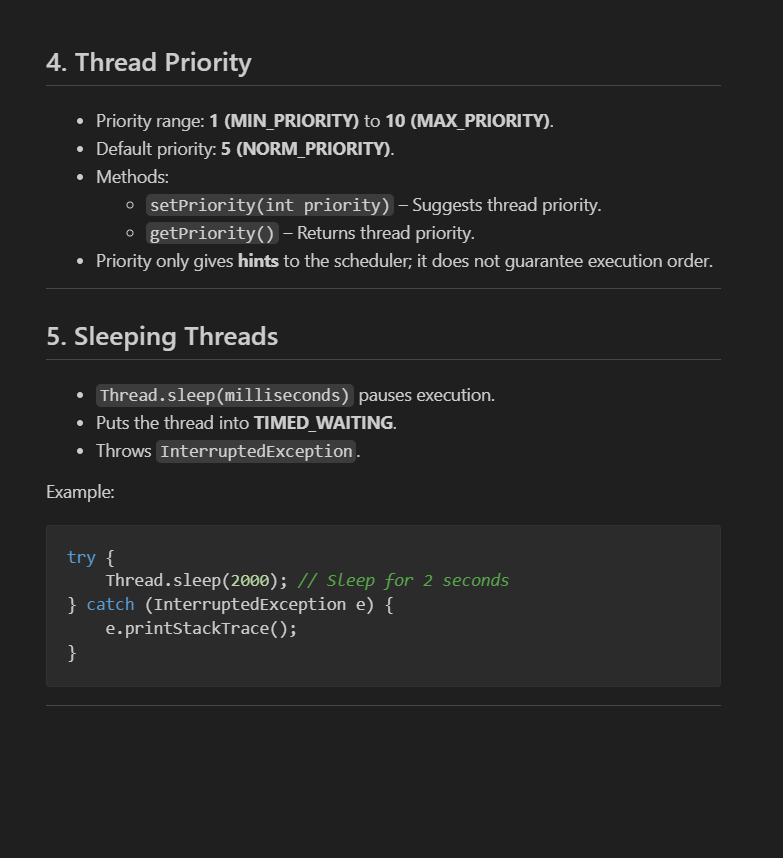 4. Thread Priority
• Priority range: 1 (MIN_PRIORITY) to 10 (MAX_PRIORITY).
• Default priority: 5 (NORM_PRIORITY).
• Methods:
◦ setPriority(int priority) – Suggests thread priority.
◦ getPriority() – Returns thread priority.
• Priority only gives hints to the scheduler; it does not guarantee execution order.
5. Sleeping Threads
• Thread.sleep(milliseconds) pauses execution.
• Puts the thread into TIMED_WAITING.
• Throws InterruptedException.
Example:
try {
    Thread.sleep(2000); // Sleep for 2 seconds
} catch (InterruptedException e) {
    e.printStackTrace();
}